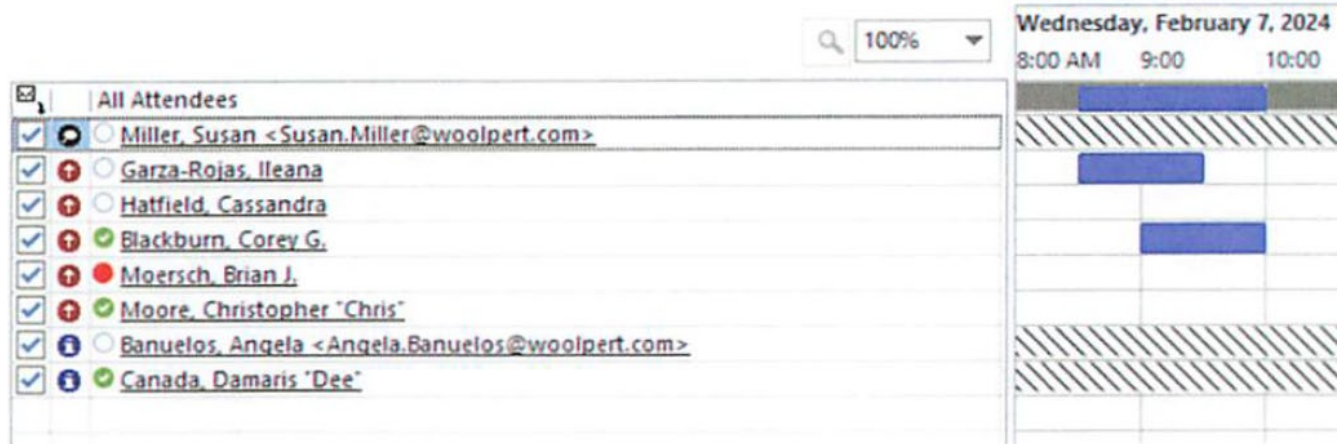 Wednesday, February 7, 2024
100%
8:00 AM 9:00 10:00
All Attendees
Miller, Susan <Susan.Miller@woolpert.com>
Garza-Rojas, Ileana
Hatfield, Cassandra
Blackburn, Corey G.
Moersch, Brian J.
Moore, Christopher "Chris"
Banuelos, Angela <Angela.Banuelos@woolpert.com>
Canada, Damaris "Dee"